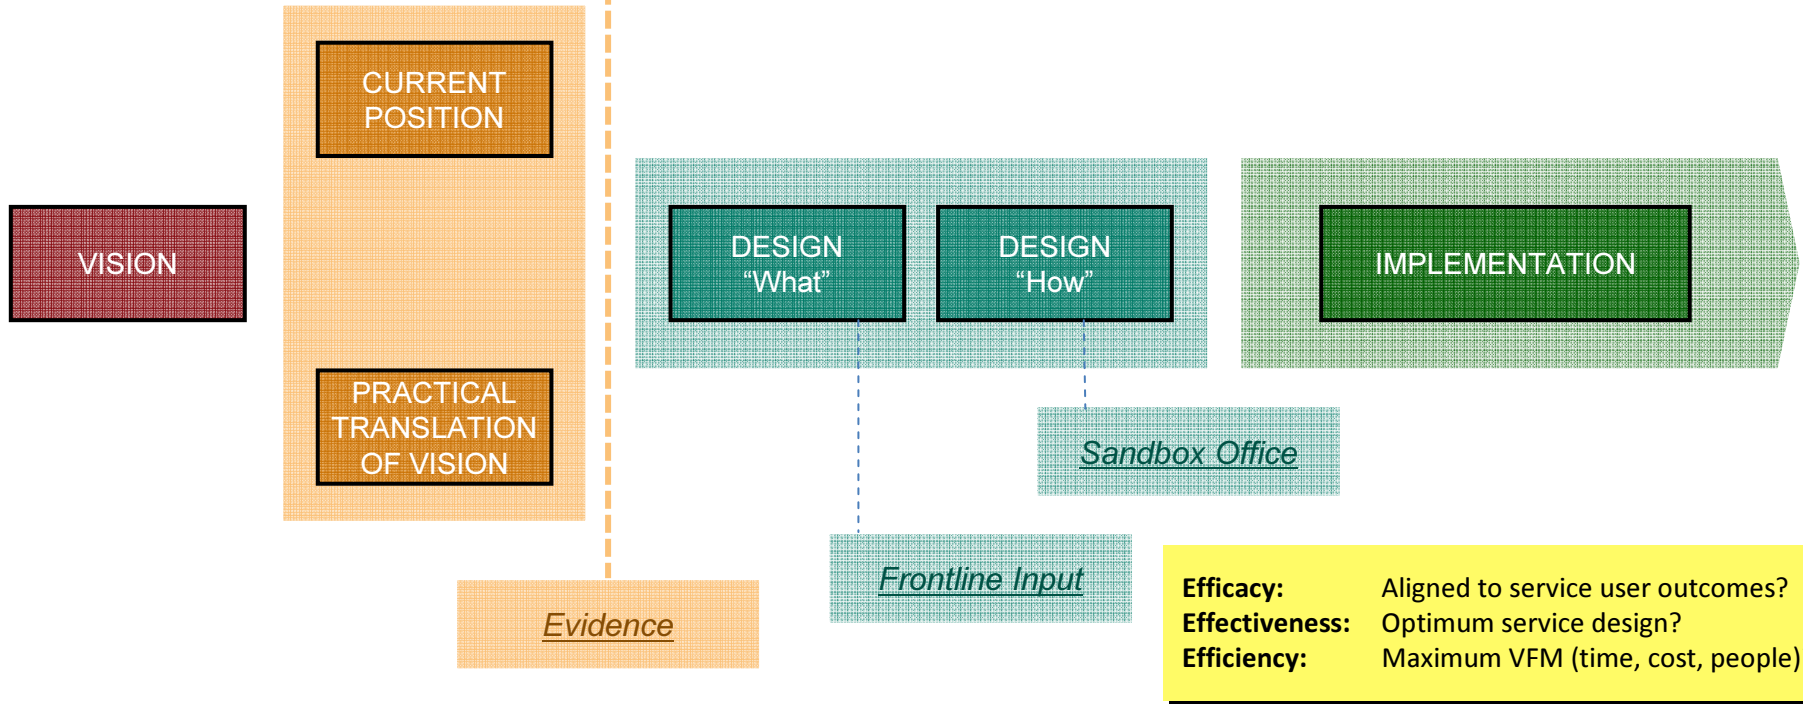 CURRENT
POSITION
VISION
PRACTICAL
TRANSLATION
OF VISION
DESIGN
“What”
DESIGN
“How”
IMPLEMENTATION
Sandbox Office
Frontline Input
Evidence
Efficacy: Aligned to service user outcomes?
Effectiveness: Optimum service design?
Efficiency: Maximum VFM (time, cost, people)